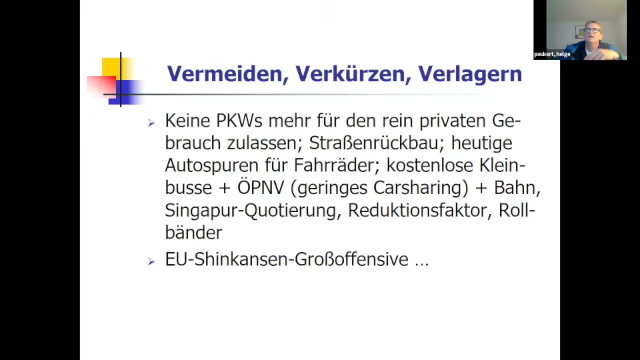 peukert, helge
Vermeiden, Verkürzen, Verlagern
Keine PKWs mehr für den rein privaten Ge-
brauch zulassen; Straßenrückbau; heutige
Autospuren für Fahrräder; kostenlose Klein-
busse + ÖPNV (geringes Carsharing) + Bahn,
Singapur-Quotierung, Reduktionsfaktor, Roll-
bänder
EU-Shinkansen-Großoffensive …